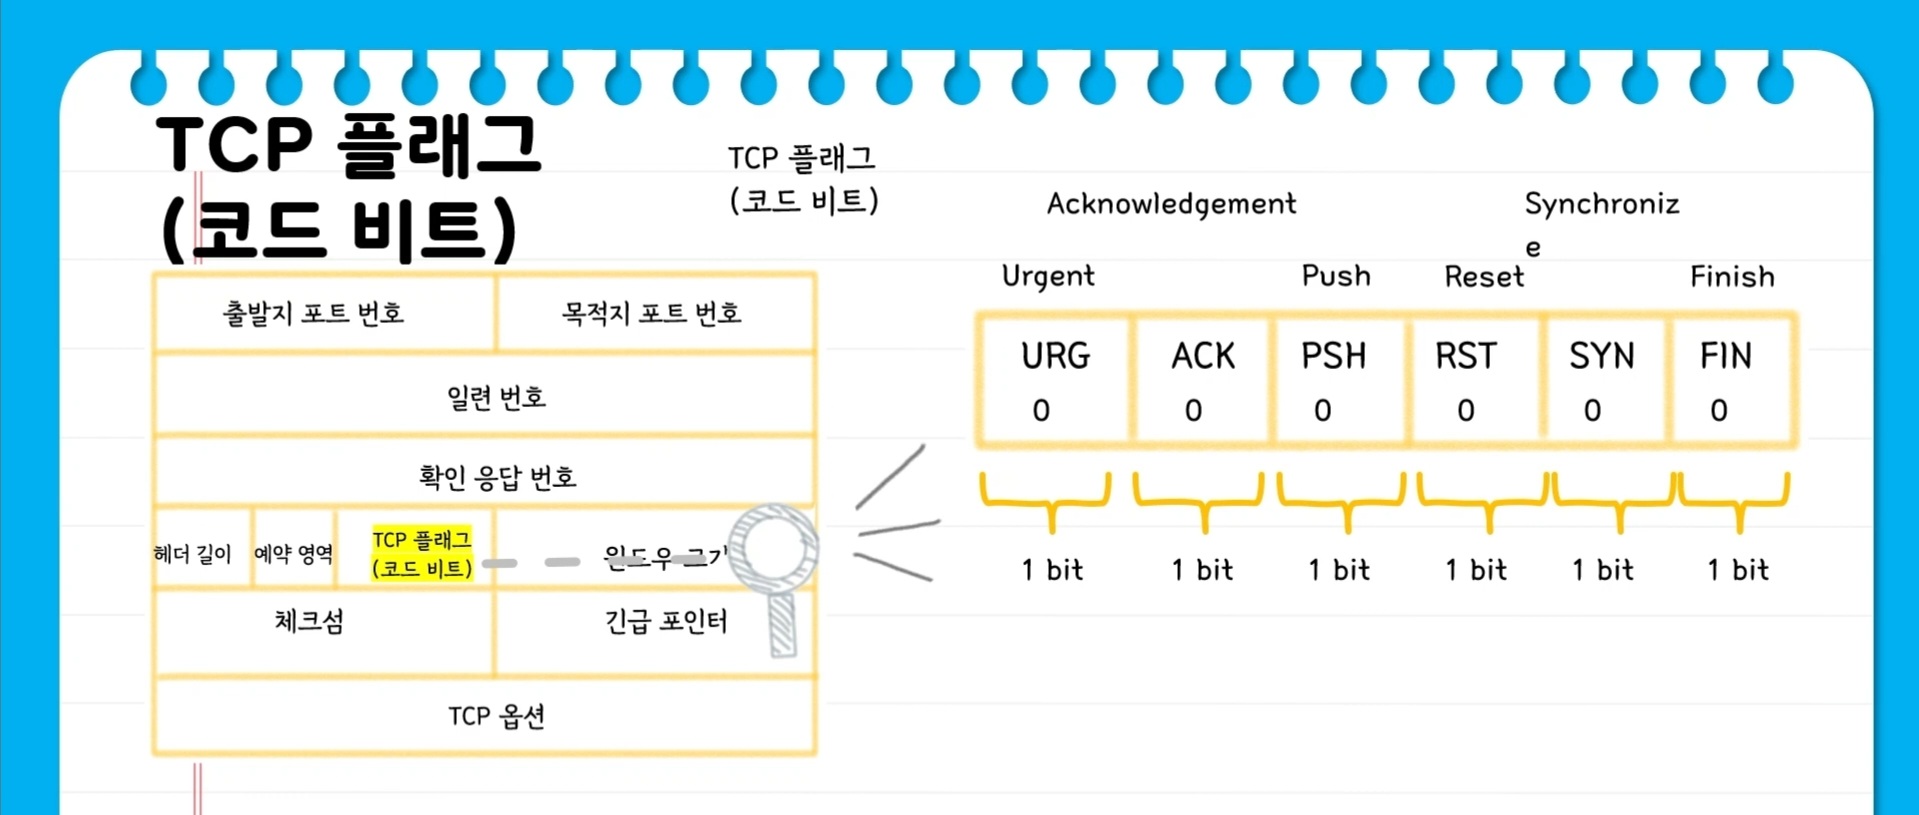 TCP 플래그
(코드 비트)
TCP 플래그
(코드 비트)
Acknowledgement
Synchroniz
e
Urgent
Push
Reset
Finish
출발지 포트 번호
목적지 포트 번호
URG
ACK
PSH
RST
SYN
FIN
0
0
0
0
0
0
일련 번호
확인 응답 번호
헤더 길이
예약 영역
TCP 플래그
(코드 비트)
윈도우 크기
1 bit
1 bit
1 bit
1 bit
1 bit
1 bit
체크섬
긴급 포인터
TCP 옵션